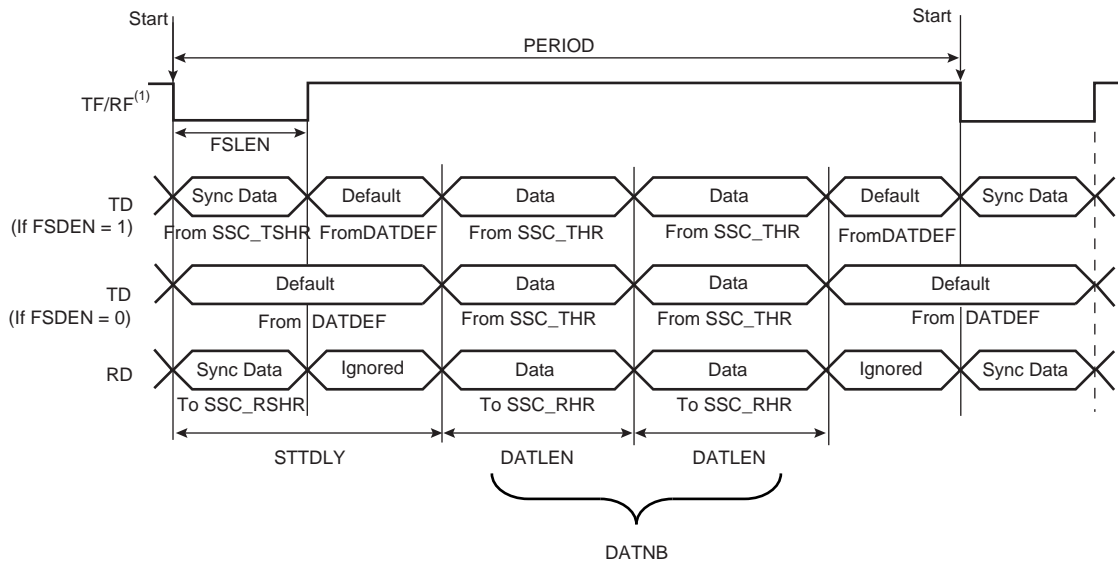 Start
Start
PERIOD
TF/RF(1)
FSLEN
TD
(If FSDEN = 1)
Sync Data
Default
Data
Data
Default
Sync Data
From SSC_TSHR
FromDATDEF
From SSC_THR
From SSC_THR
FromDATDEF
TD
(If FSDEN = 0)
Default
Data
Data
Default
From DATDEF
From SSC_THR
From SSC_THR
From DATDEF
RD
Sync Data
Ignored
Data
Data
Ignored
Sync Data
To SSC_RSHR
To SSC_RHR
To SSC_RHR
STTDLY
DATLEN
DATLEN
DATNB